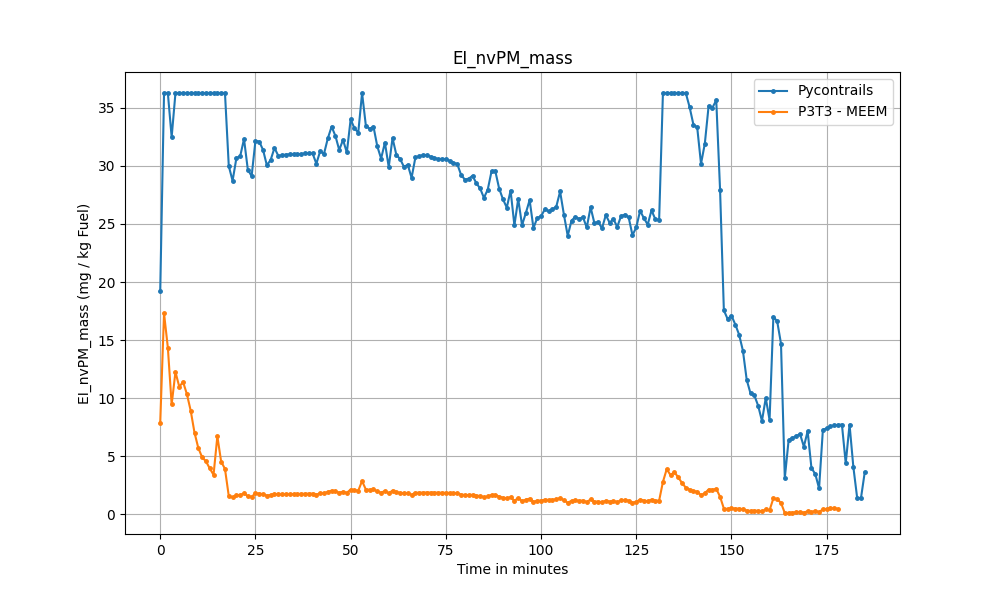 EI_nvPM_mass
Pycontrails
P3T3 - MEEM
EI_nvPM_mass (mg / kg Fuel)
35
30
25
20
15
10
5
0
0 25 50 75 100 125 150 175
Time in minutes